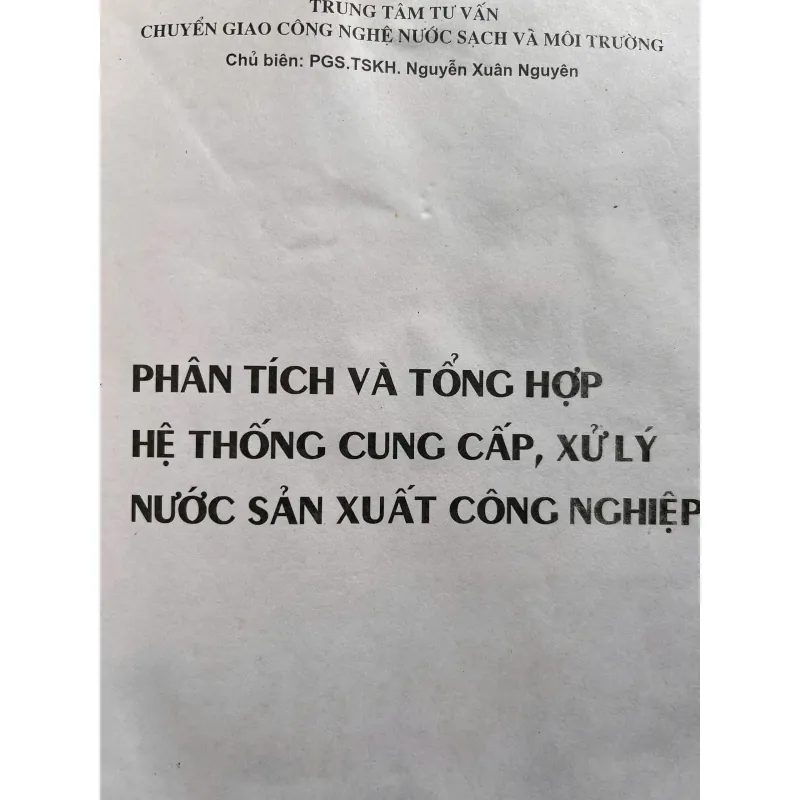 TRUNG TÂM TƯ VẤN
CHUYỂN GIAO CÔNG NGHỆ NƯỚC SẠCH VÀ MÔI TRƯỜNG
Chủ biên: PGS.TSKH. Nguyễn Xuân Nguyên
PHÂN TÍCH VÀ TỔNG HỢP
HỆ THỐNG CUNG CẤP, XỬ LÝ
NƯỚC SẢN XUẤT CÔNG NGHIỆP